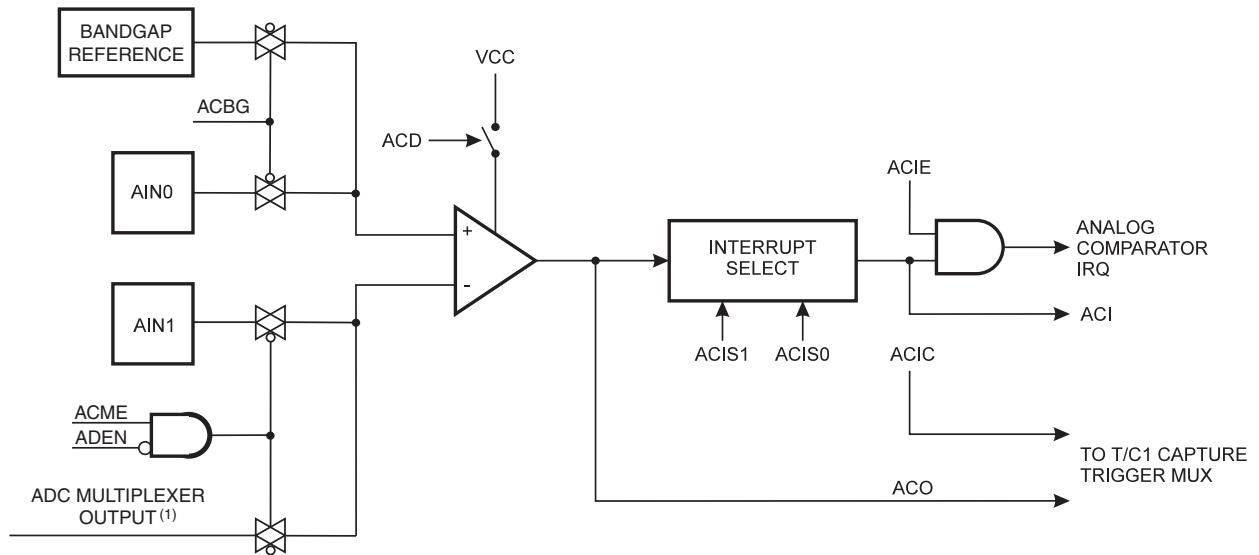 BANDGAP
REFERENCE
ACBG
AIN0
AIN1
ACME
ADEN
ADC MULTIPLEXER
OUTPUT (1)
VCC
ACD
+
-
INTERRUPT
SELECT
ACIS1 ACIS0
ACIE
ANALOG
COMPARATOR
IRQ
ACI
ACIC
TO T/C1 CAPTURE
TRIGGER MUX
ACO